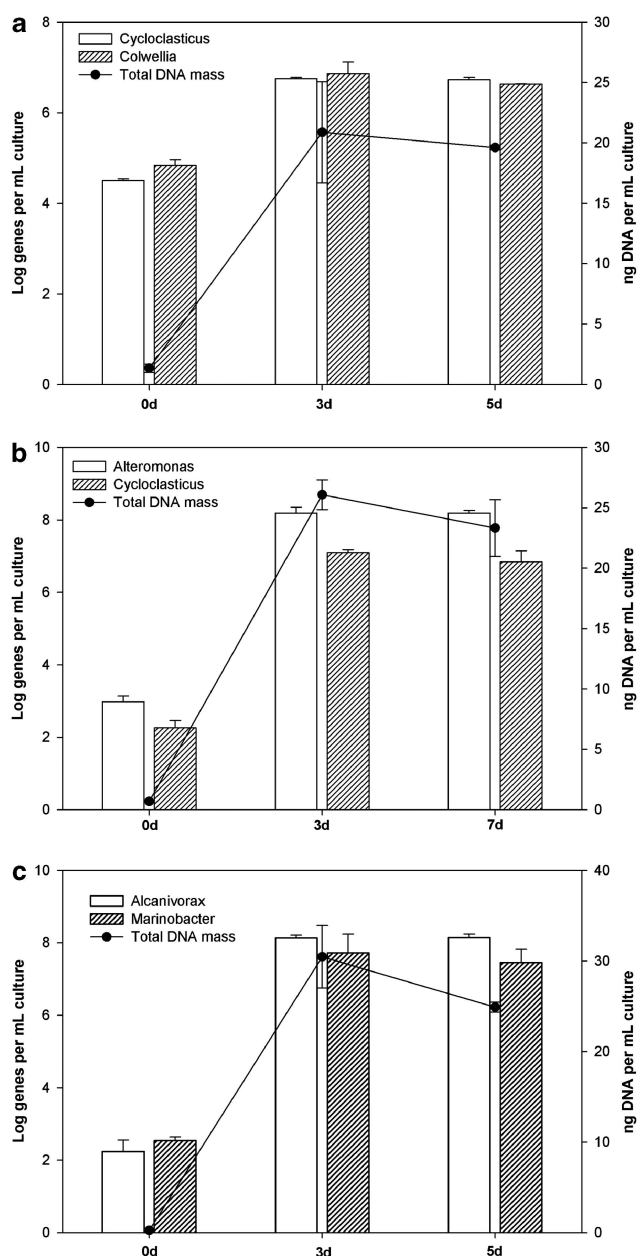 a
Cycloclasticus
Colwellia
Total DNA mass
Log genes per mL culture
ng DNA per mL culture
8
6
4
2
0
30
25
20
15
10
5
0
0d 3d 5d
b
Alteromonas
Cycloclasticus
Total DNA mass
Log genes per mL culture
ng DNA per mL culture
10
8
6
4
2
0
30
25
20
15
10
5
0
0d 3d 7d
c
Alcanivorax
Marinobacter
Total DNA mass
Log genes per mL culture
ng DNA per mL culture
10
8
6
4
2
0
40
30
20
10
0
0d 3d 5d